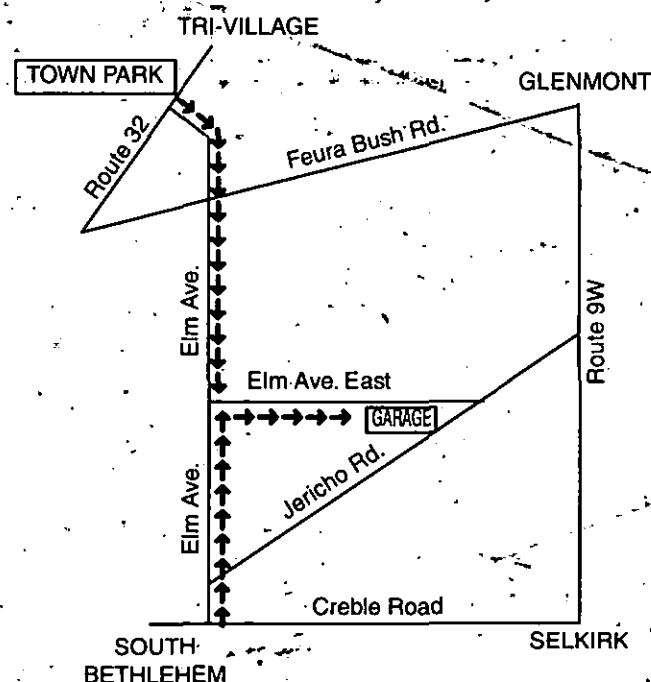 TRI-VILLAGE
TOWN PARK
GLENMONT
Route 32
Feura Bush Rd.
Elm Ave.
Route 9W
Elm Ave. East
GARAGE
Jericho Rd.
Elm Ave.
Creble Road
SOUTH
BETHLEHEM
SELKIRK